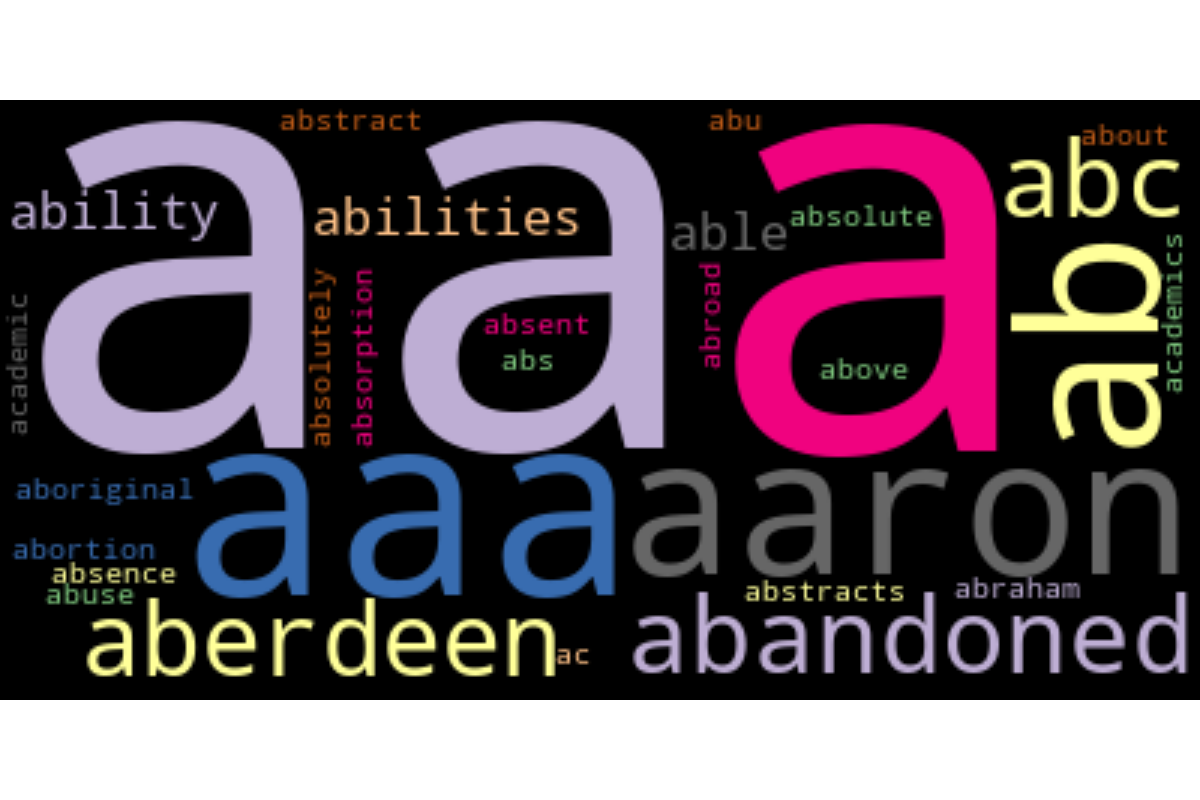 abstract
abu
about
aa
a
abc
ability
abilities
able
absolute
ab
academics
academic
absolutely
absorption
absent
abs
abroad
above
aboriginal
aaa
aaron
abortion
absence
abuse
abstracts
abraham
aberdeen
ac
abandoned